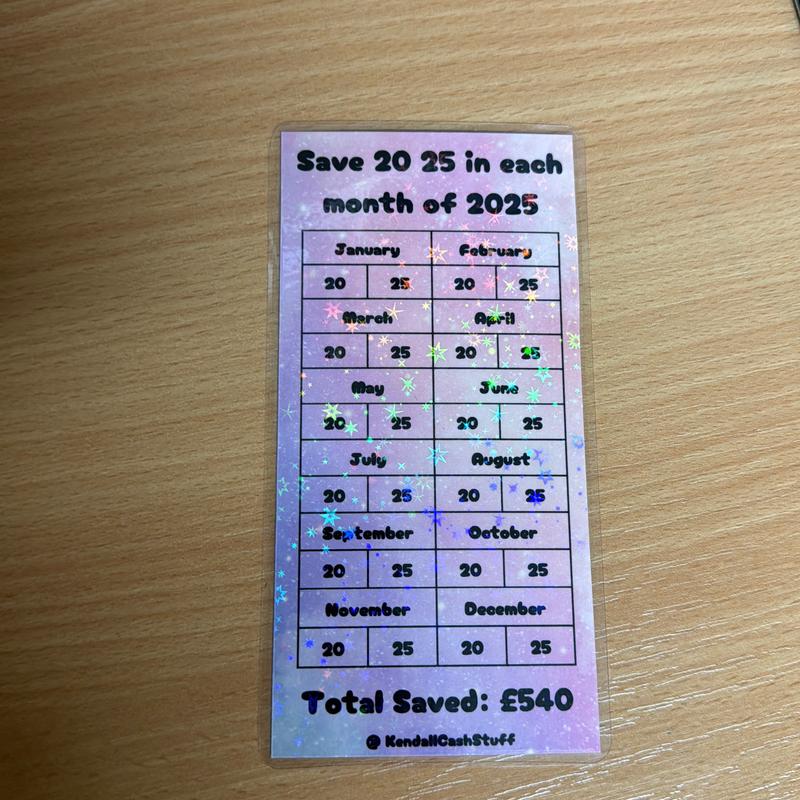 Save 20 25 in each
month of 2025
January February
20 25 20 25
March April
20 25 20 25
May June
20 25 20 25
July August
20 25 20 25
September October
20 25 20 25
November December
20 25 20 25
Total Saved: £540
@ KendallCashStuff